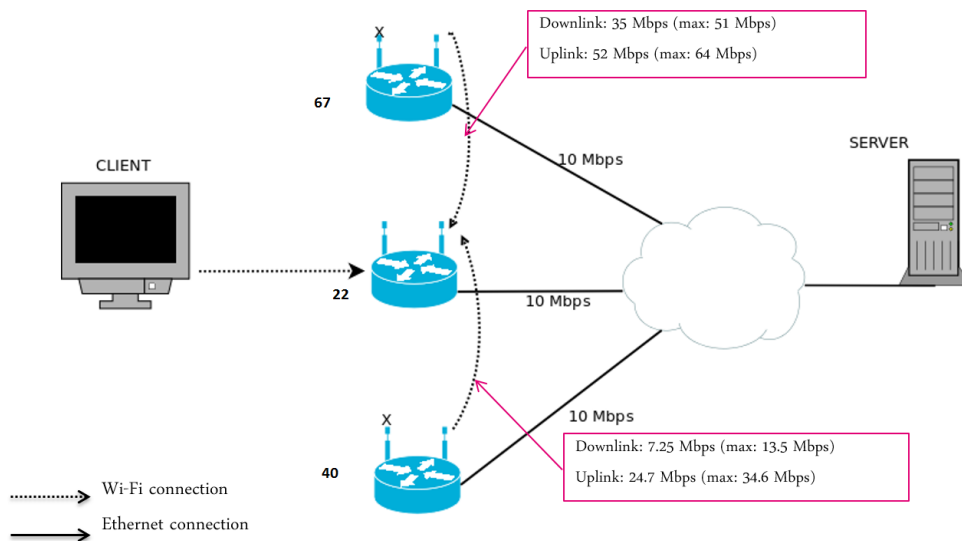 Downlink: 35 Mbps (max: 51 Mbps)
Uplink: 52 Mbps (max: 64 Mbps)
X
67
10 Mbps
SERVER
CLIENT
22
10 Mbps
X
10 Mbps
40
Downlink: 7.25 Mbps (max: 13.5 Mbps)
Uplink: 24.7 Mbps (max: 34.6 Mbps)
Wi-Fi connection
Ethernet connection